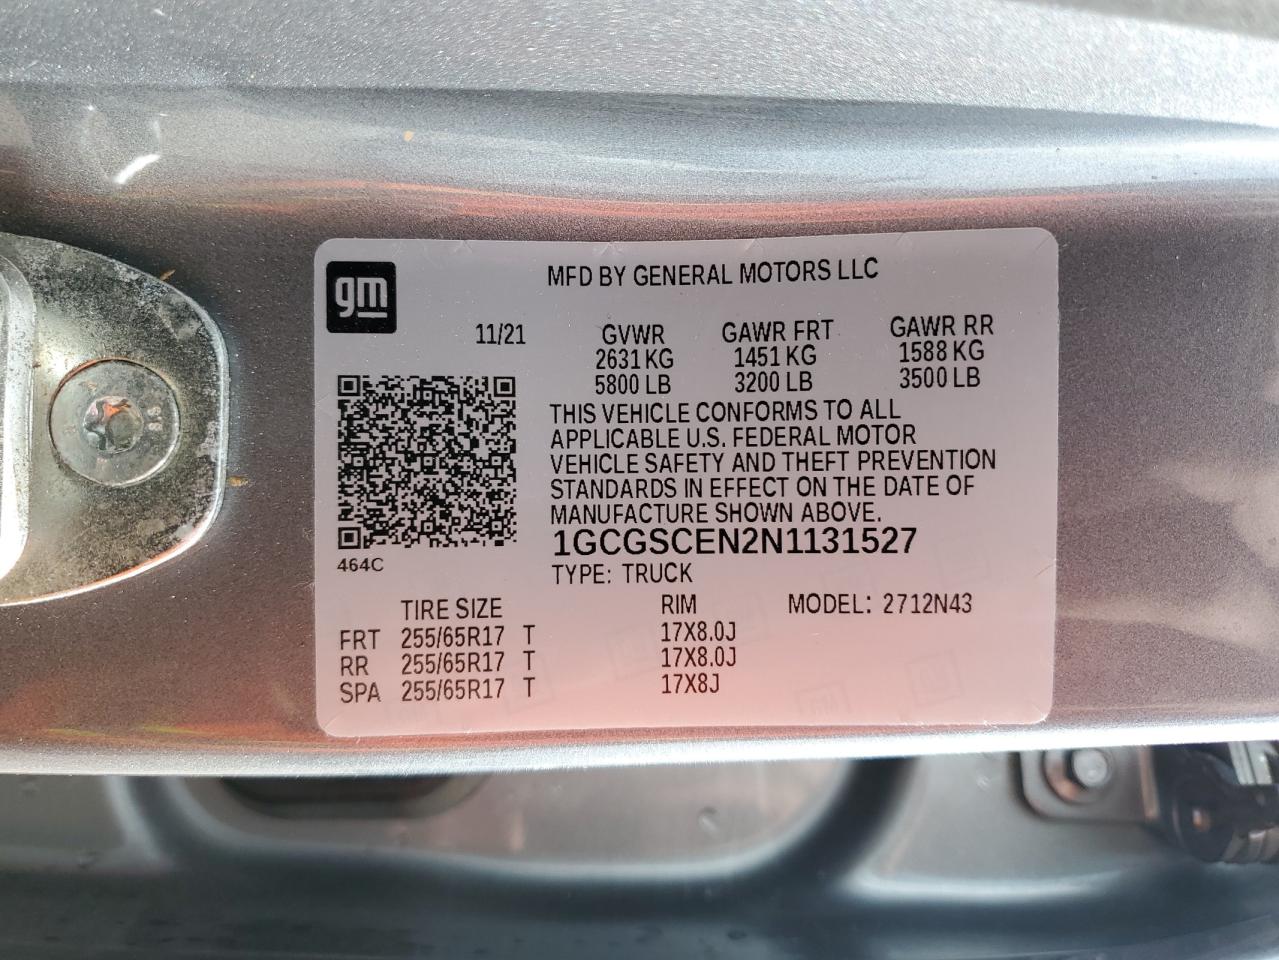 gm
MFD BY GENERAL MOTORS LLC
11/21 GVWR GAWR FRT GAWR RR
2631 KG 1451 KG 1588 KG
5800 LB 3200 LB 3500 LB
THIS VEHICLE CONFORMS TO ALL
APPLICABLE U.S. FEDERAL MOTOR
VEHICLE SAFETY AND THEFT PREVENTION
STANDARDS IN EFFECT ON THE DATE OF
MANUFACTURE SHOWN ABOVE.
1GCGSCEN2N1131527
464C
TYPE: TRUCK
TIRE SIZE RIM MODEL: 2712N43
FRT 255/65R17 T 17X8.0J
RR 255/65R17 T 17X8.0J
SPA 255/65R17 T 17X8J